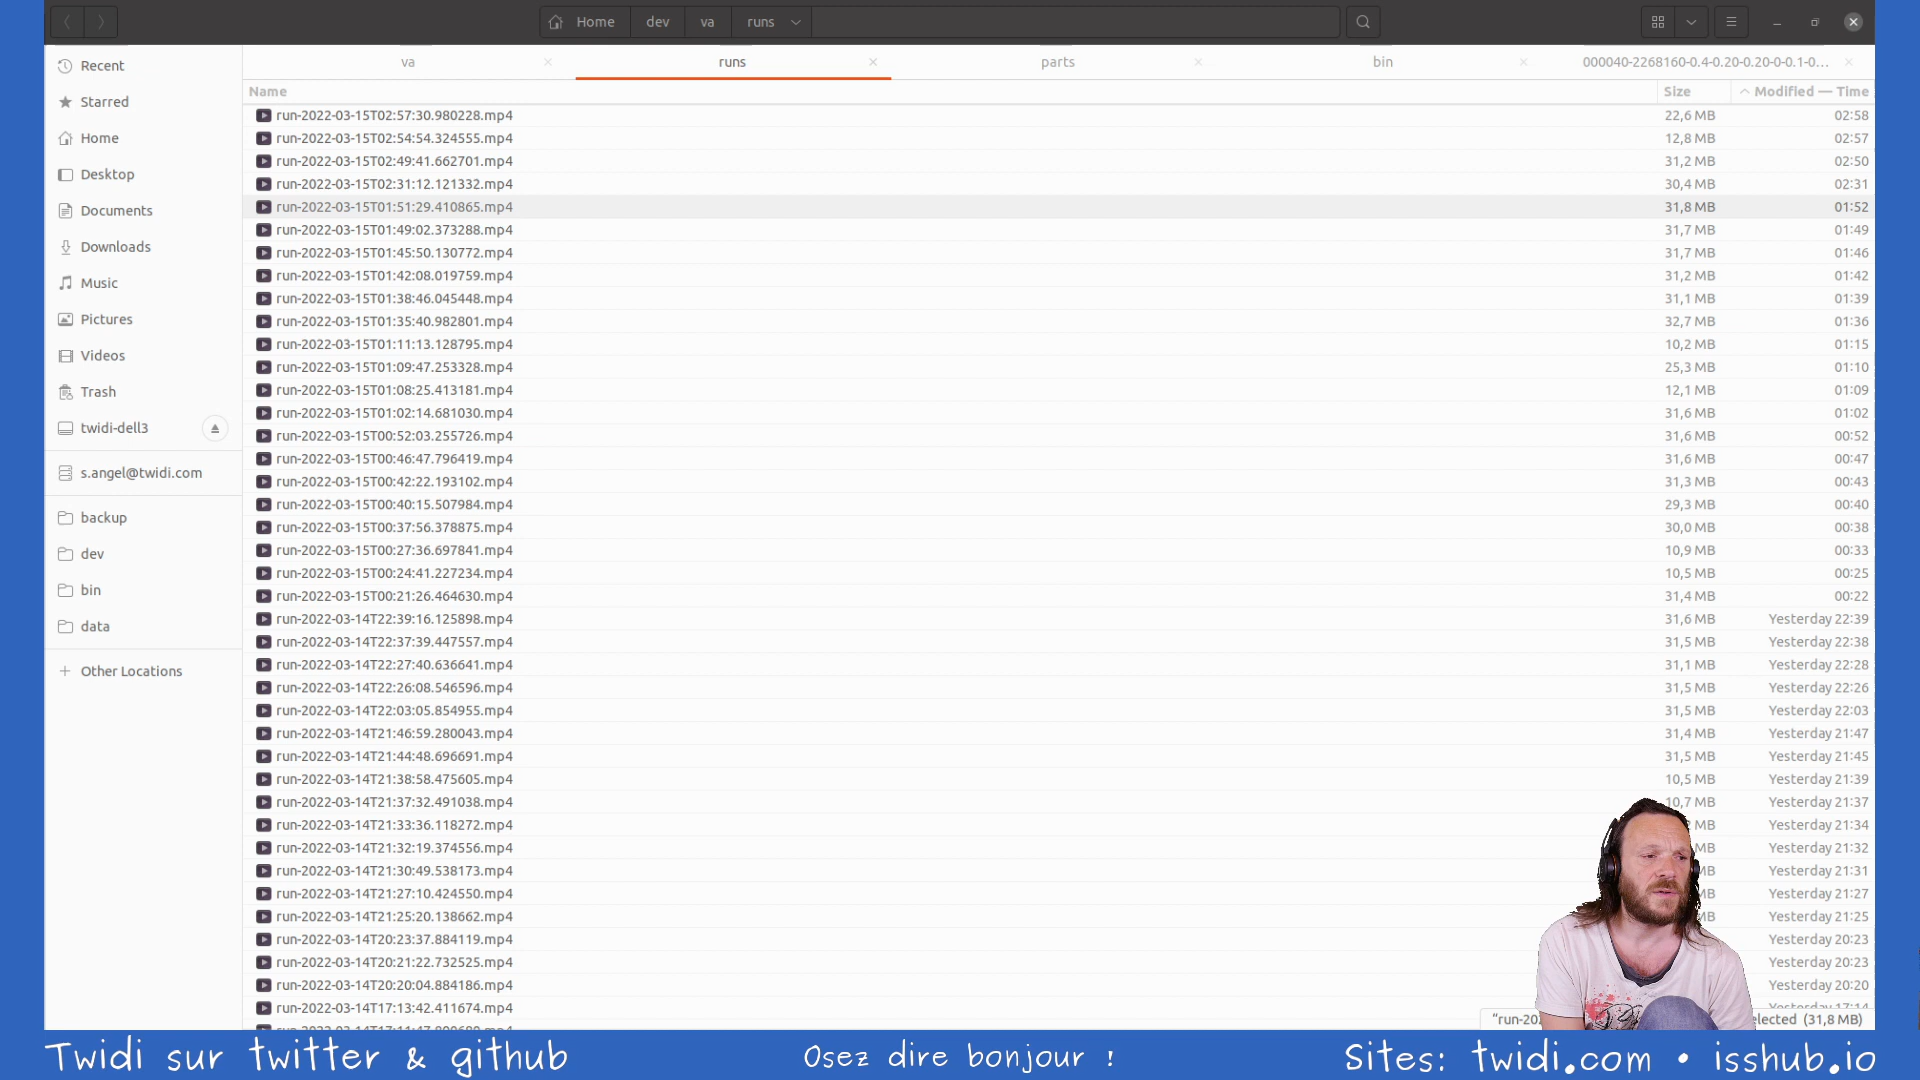 Home dev va runs
Recent
Starred
Home
Desktop
Documents
Downloads
Music
Pictures
Videos
Trash
twidi-dell3
s.angel@twidi.com
backup
dev
bin
data
Other Locations
va runs parts bin 000040-2268160-0.4-0.20-0.20-0-0.1-0...
Name Size Modified — Time
run-2022-03-15T02:57:30.980228.mp4 22,6 MB 02:58
run-2022-03-15T02:54:54.324555.mp4 12,8 MB 02:57
run-2022-03-15T02:49:41.662701.mp4 31,2 MB 02:50
run-2022-03-15T02:31:12.121332.mp4 30,4 MB 02:31
run-2022-03-15T01:51:29.410865.mp4 31,8 MB 01:52
run-2022-03-15T01:49:02.373288.mp4 31,7 MB 01:49
run-2022-03-15T01:45:50.130772.mp4 31,7 MB 01:46
run-2022-03-15T01:42:08.019759.mp4 31,2 MB 01:42
run-2022-03-15T01:38:46.045448.mp4 31,1 MB 01:39
run-2022-03-15T01:35:40.982801.mp4 32,7 MB 01:36
run-2022-03-15T01:11:13.128795.mp4 10,2 MB 01:15
run-2022-03-15T01:09:47.253328.mp4 25,3 MB 01:10
run-2022-03-15T01:08:25.413181.mp4 12,1 MB 01:09
run-2022-03-15T01:02:14.681030.mp4 31,6 MB 01:02
run-2022-03-15T00:52:03.255726.mp4 31,6 MB 00:52
run-2022-03-15T00:46:47.796419.mp4 31,6 MB 00:47
run-2022-03-15T00:42:22.193102.mp4 31,3 MB 00:43
run-2022-03-15T00:40:15.507984.mp4 29,3 MB 00:40
run-2022-03-15T00:37:56.378875.mp4 30,0 MB 00:38
run-2022-03-15T00:27:36.697841.mp4 10,9 MB 00:33
run-2022-03-15T00:24:41.227234.mp4 10,5 MB 00:25
run-2022-03-15T00:21:26.464630.mp4 31,4 MB 00:22
run-2022-03-14T22:39:16.125898.mp4 31,6 MB Yesterday 22:39
run-2022-03-14T22:37:39.447557.mp4 31,5 MB Yesterday 22:38
run-2022-03-14T22:27:40.636641.mp4 31,1 MB Yesterday 22:28
run-2022-03-14T22:26:08.546596.mp4 31,5 MB Yesterday 22:26
run-2022-03-14T22:03:05.854955.mp4 31,5 MB Yesterday 22:03
run-2022-03-14T21:46:59.280043.mp4 31,4 MB Yesterday 21:47
run-2022-03-14T21:44:48.696691.mp4 31,5 MB Yesterday 21:45
run-2022-03-14T21:38:58.475605.mp4 10,5 MB Yesterday 21:39
run-2022-03-14T21:37:32.491038.mp4 10,7 MB Yesterday 21:37
run-2022-03-14T21:33:36.118272.mp4 MB Yesterday 21:34
run-2022-03-14T21:32:19.374556.mp4 Yesterday 21:32
run-2022-03-14T21:30:49.538173.mp4 Yesterday 21:31
run-2022-03-14T21:27:10.424550.mp4 Yesterday 21:27
run-2022-03-14T21:25:20.138662.mp4 Yesterday 21:25
run-2022-03-14T20:23:37.884119.mp4 Yesterday 20:23
run-2022-03-14T20:21:22.732525.mp4 Yesterday 20:23
run-2022-03-14T20:20:04.884186.mp4 Yesterday 20:20
run-2022-03-14T17:13:42.411674.mp4
"run-20 elected (31,8 MB)
Twidi sur twitter & github
Osez dire bonjour !
Sites: twidi.com • isshub.io